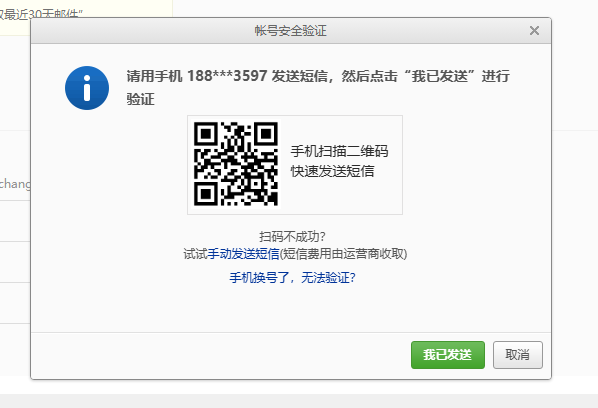 取最近30天邮件”
帐号安全验证
请用手机 188***3597 发送短信，然后点击“我已发送”进行
验证
手机扫描二维码
快速发送短信
chang
扫码不成功?
试试手动发送短信(短信费用由运营商收取)
手机换号了，无法验证?
我已发送
取消